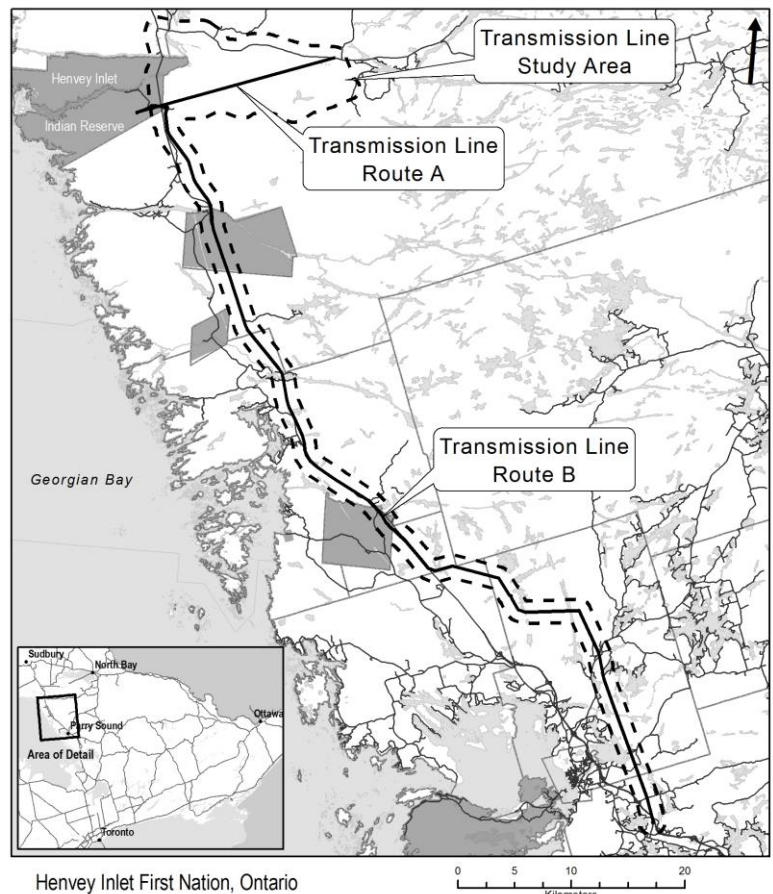 Transmission Line
Study Area
Henvey Inlet
Indian Reserve
Transmission Line
Route A
Transmission Line
Route B
Georgian Bay
Sudbury
North Bay
Ottawa
Parry Sound
Area of Detail
Toronto
Henvey Inlet First Nation, Ontario
0 5 10 20
Kilometers